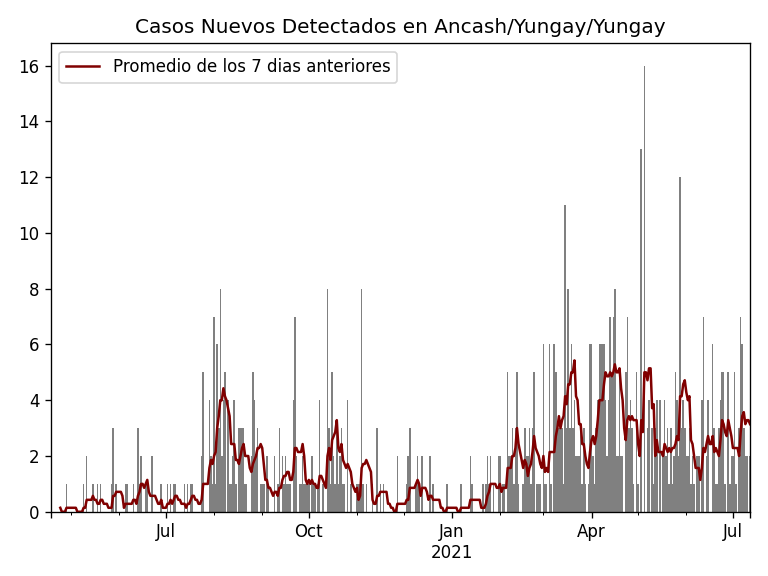 Casos Nuevos Detectados en Ancash/Yungay/Yungay
Promedio de los 7 dias anteriores
16
14
12
10
8
6
4
2
0
Jul
Oct
Jan
2021
Apr
Jul